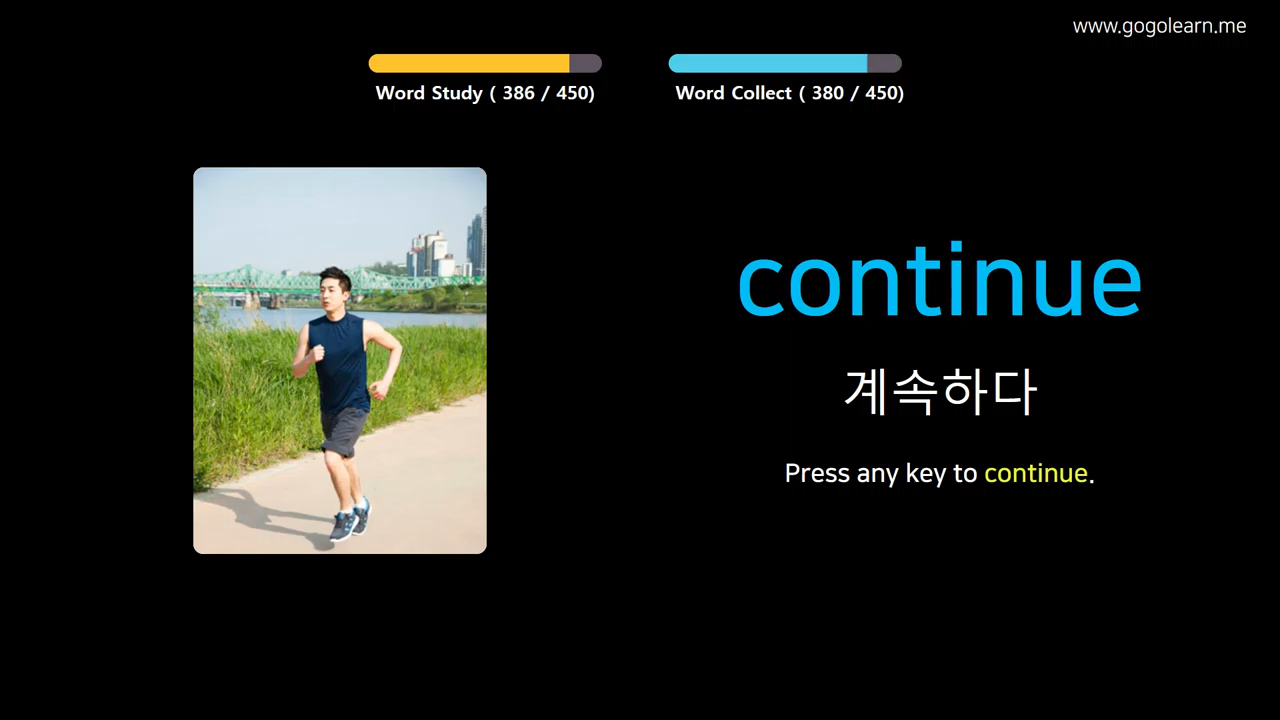 www.gogolearn.me
Word Study ( 386 / 450)
Word Collect ( 380 / 450)
continue
계속하다
Press any key to continue.